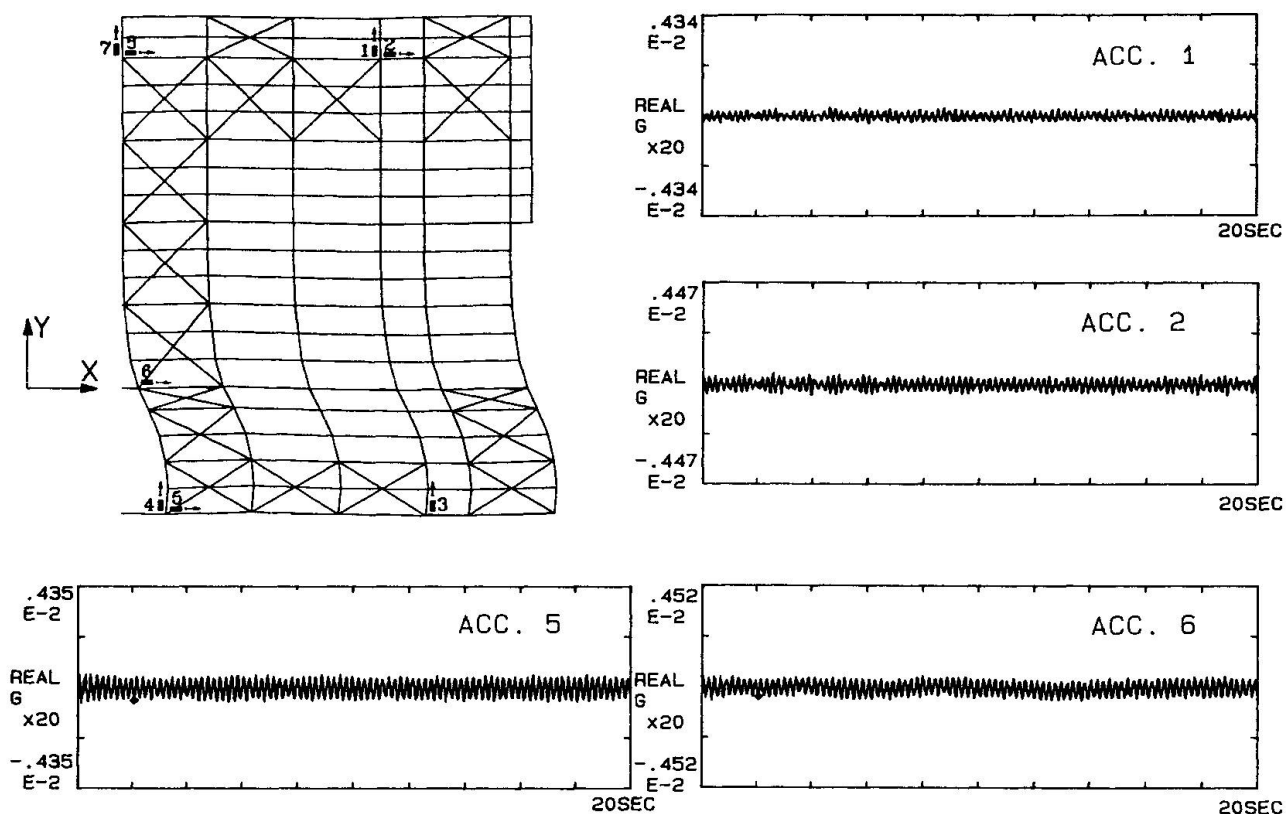 7 5
1 2
Y
X
6
4 5
3
.434
E-2
ACC. 1
REAL
G
x20
-.434
E-2
20SEC
.447
E-2
ACC. 2
REAL
G
x20
-.447
E-2
20SEC
.435
E-2
ACC. 5
REAL
G
x20
-.435
E-2
20SEC
.452
E-2
ACC. 6
REAL
G
x20
-.452
E-2
20SEC